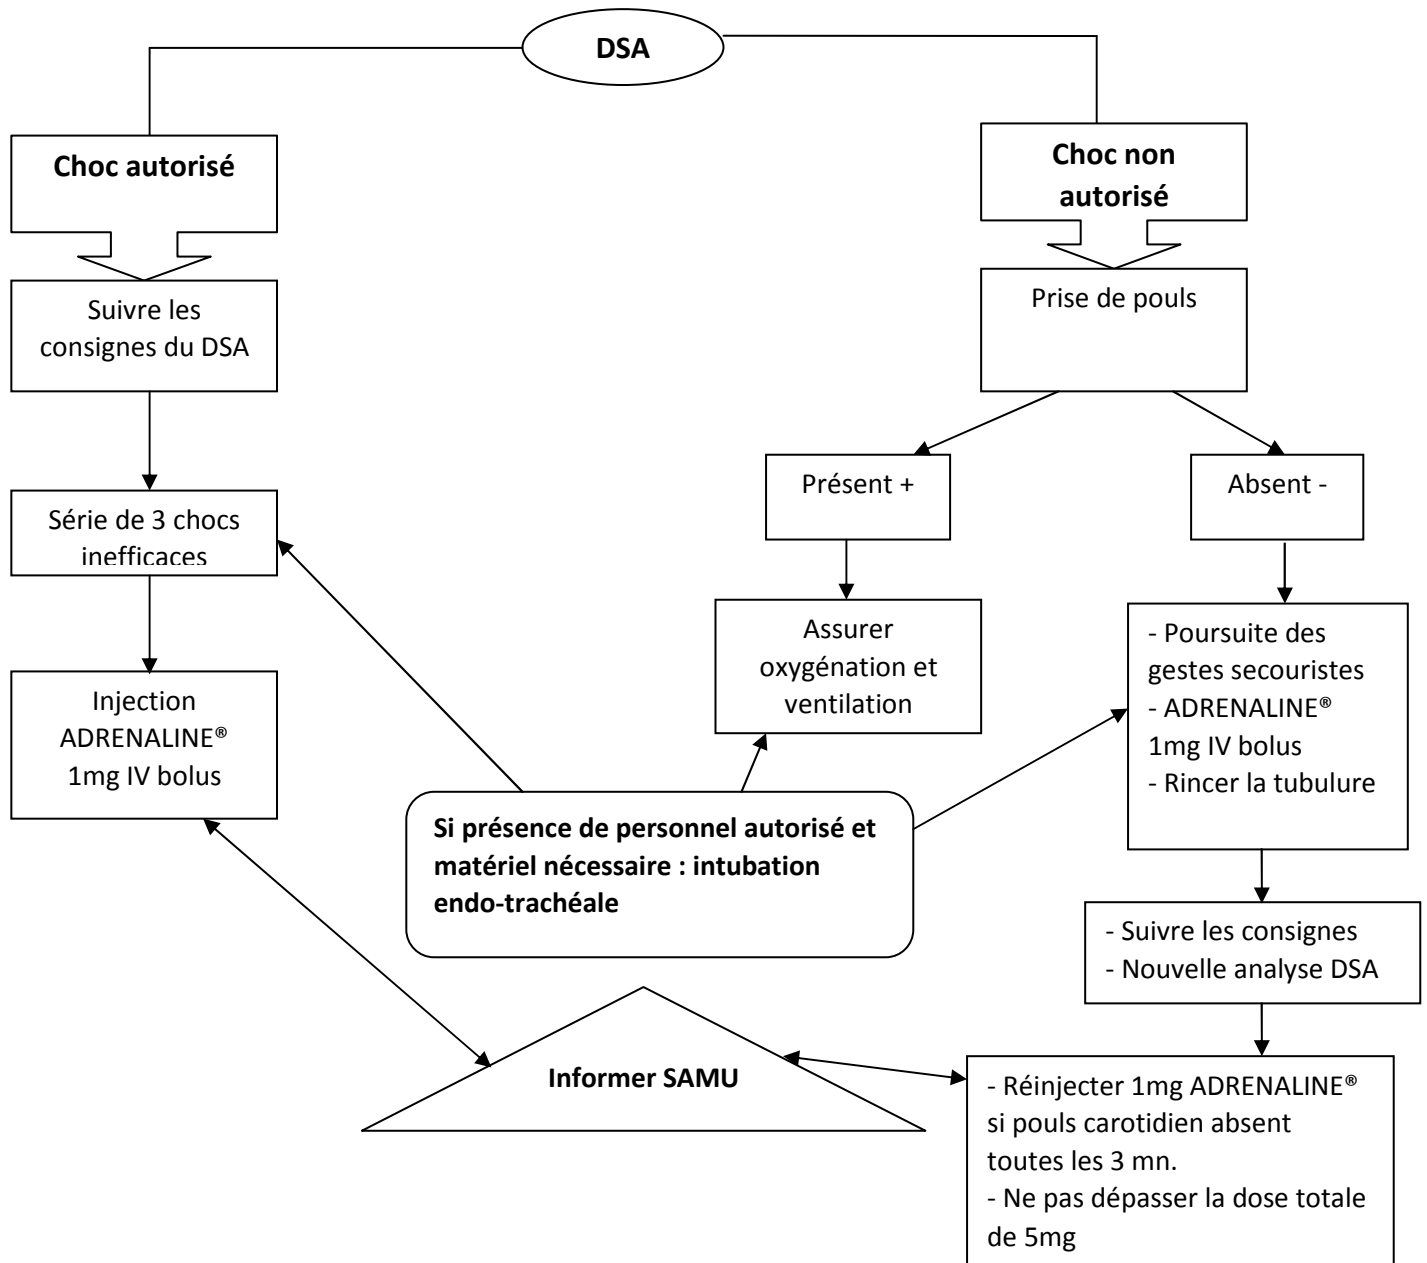 DSA
Choc autorisé
Suivre les
consignes du DSA
Série de 3 chocs
inefficaces
Injection
ADRENALINE®
1mg IV bolus
Choc non
autorisé
Prise de pouls
Présent +
Assurer
oxygénation et
ventilation
Absent -
- Poursuite des
gestes secouristes
- ADRENALINE®
1mg IV bolus
- Rincer la tubulure
- Suivre les consignes
- Nouvelle analyse DSA
- Réinjecter 1mg ADRENALINE®
si pouls carotidien absent
toutes les 3 mn.
- Ne pas dépasser la dose totale
de 5mg
Si présence de personnel autorisé et
matériel nécessaire : intubation
endo-trachéale
Informer SAMU